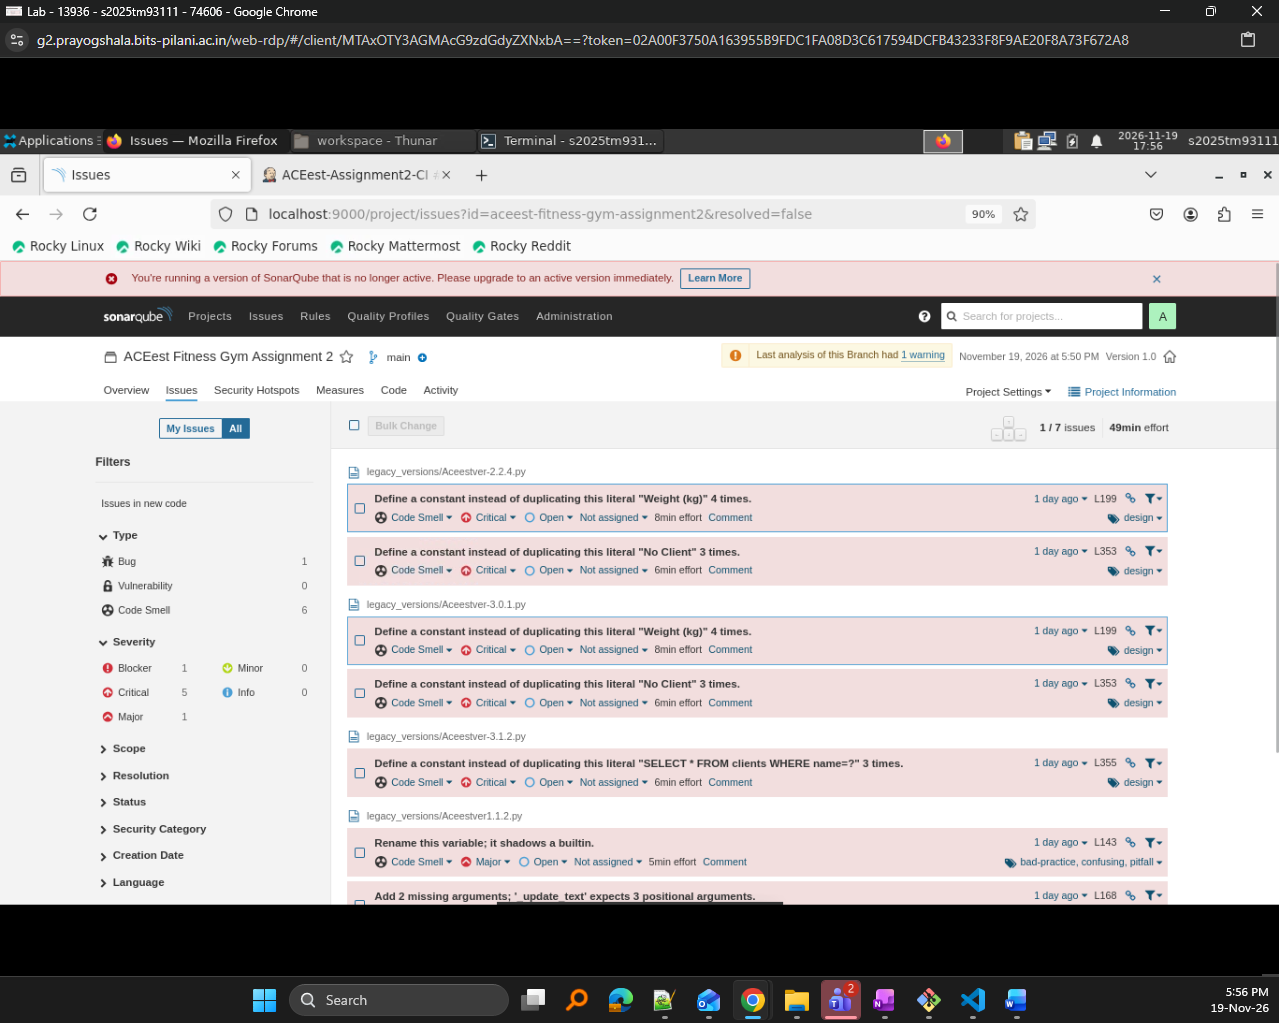 Lab - 13936 - s2025tm93111 - 74606 - Google Chrome
g2.prayogshala.bits-pilani.ac.in/web-rdp/#/client/MTAxOTY3AGMAcG9zdGdyZXNxbA==?token=02A00F3750A163955B9FDC1FA08D3C617594DCFB43233F8F9AE20F8A73F672A8
Applications
Issues — Mozilla Firefox
workspace - Thunar
Terminal - s2025tm931...
2026-11-19
17:56
s2025tm93111
Issues
ACEest-Assignment2-CI
localhost:9000/project/issues?id=aceest-fitness-gym-assignment2&resolved=false
90%
Rocky Linux Rocky Wiki Rocky Forums Rocky Mattermost Rocky Reddit
You're running a version of SonarQube that is no longer active. Please upgrade to an active version immediately. Learn More
sonarqube Projects Issues Rules Quality Profiles Quality Gates Administration
Search for projects...
A
ACEest Fitness Gym Assignment 2 main
Last analysis of this Branch had 1 warning November 19, 2026 at 5:50 PM Version 1.0
Overview Issues Security Hotspots Measures Code Activity
Project Settings Project Information
My Issues All
Bulk Change
1 / 7 issues 49min effort
Filters
Issues in new code
Type
Bug 1
Vulnerability 0
Code Smell 6
Severity
Blocker 1 Minor 0
Critical 5 Info 0
Major 1
Scope
Resolution
Status
Security Category
Creation Date
Language
legacy_versions/Aceestver-2.2.4.py
Define a constant instead of duplicating this literal "Weight (kg)" 4 times. 1 day ago L199
Code Smell Critical Open Not assigned 8min effort Comment design
Define a constant instead of duplicating this literal "No Client" 3 times. 1 day ago L353
Code Smell Critical Open Not assigned 6min effort Comment design
legacy_versions/Aceestver-3.0.1.py
Define a constant instead of duplicating this literal "Weight (kg)" 4 times. 1 day ago L199
Code Smell Critical Open Not assigned 8min effort Comment design
Define a constant instead of duplicating this literal "No Client" 3 times. 1 day ago L353
Code Smell Critical Open Not assigned 6min effort Comment design
legacy_versions/Aceestver-3.1.2.py
Define a constant instead of duplicating this literal "SELECT * FROM clients WHERE name=?" 3 times. 1 day ago L355
Code Smell Critical Open Not assigned 6min effort Comment design
legacy_versions/Aceestver1.1.2.py
Rename this variable; it shadows a builtin. 1 day ago L143
Code Smell Major Open Not assigned 5min effort Comment bad-practice, confusing, pitfall
Add 2 missing arguments; '_update_text' expects 3 positional arguments. 1 day ago L168
Search
2
5:56 PM
19-Nov-26